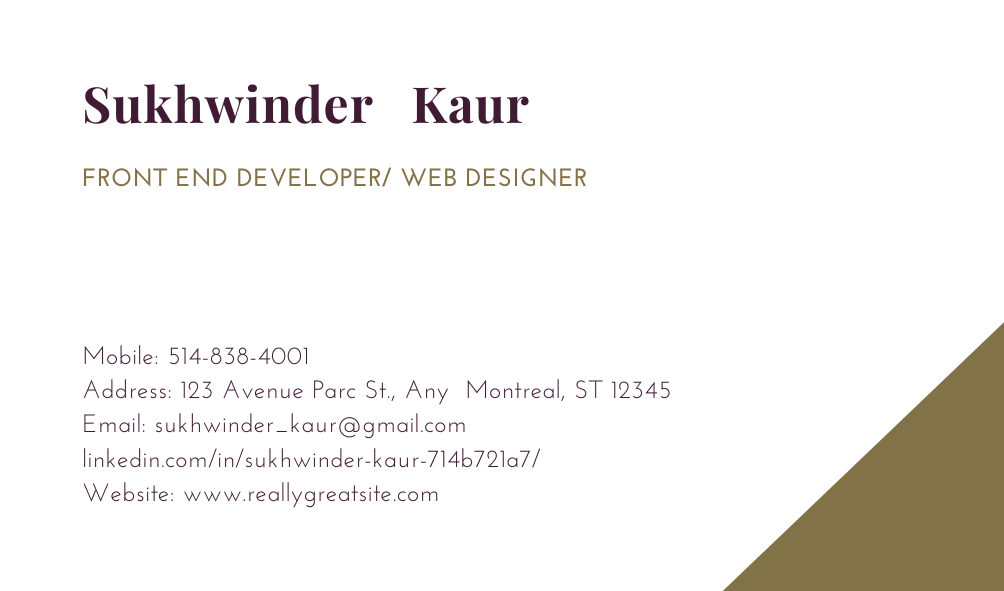 Sukhwinder Kaur
FRONT END DEVELOPER/ WEB DESIGNER
Mobile: 514-838-4001
Address: 123 Avenue Parc St., Any Montreal, ST 12345
Email: sukhwinder_kaur@gmail.com
linkedin.com/in/sukhwinder-kaur-714b721a7/
Website: www.reallygreatsite.com